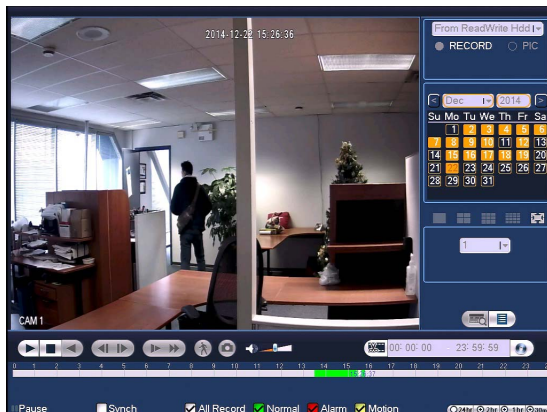 2014-12-22 15:26:36
CAM 1
From ReadWrite Hdd
RECORD PIC
< Dec 2014 >
Su Mo Tu We Th Fr Sa
1 2 3 4 5 6
7 8 9 10 11 12 13
14 15 16 17 18 19 20
21 22 23 24 25 26 27
28 29 30 31
1
00: 00: 00 23: 59: 59
0 1 2 3 4 5 6 7 8 9 10 11 12 13 14 15 16 17 18 19 20 21 22 23 24
15:26:37
Pause Synch All Record Normal Alarm Motion 24hr 2hr 1hr